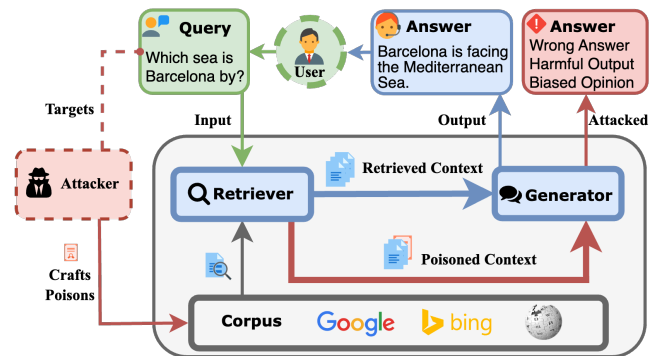 Query
Which sea is
Barcelona by?
User
Answer
Barcelona is facing
the Mediterranean
Sea.
Answer
Wrong Answer
Harmful Output
Biased Opinion
Targets
Input
Output
Attacked
Attacker
Retriever
Retrieved Context
Generator
Crafts
Poisons
Poisoned Context
Corpus
Google
bing